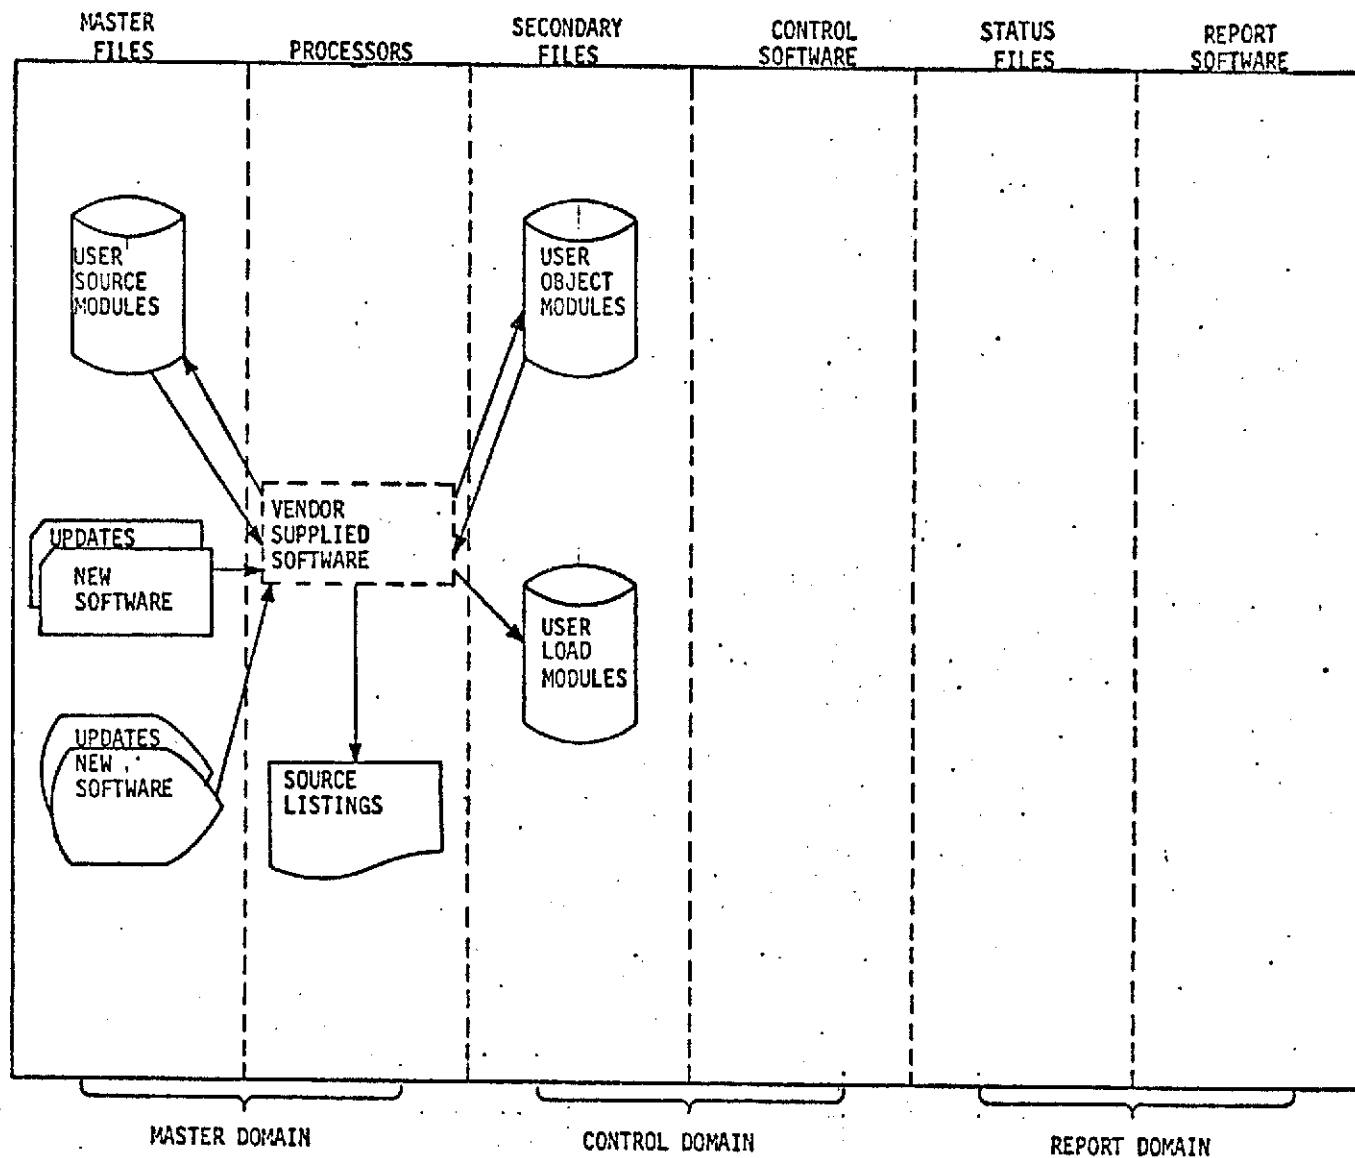 MASTER
FILES
PROCESSORS
SECONDARY
FILES
CONTROL
SOFTWARE
STATUS
FILES
REPORT
SOFTWARE
USER
SOURCE
MODULES
USER
OBJECT
MODULES
VENDOR
SUPPLIED
SOFTWARE
UPDATES
NEW
SOFTWARE
USER
LOAD
MODULES
UPDATES
NEW
SOFTWARE
SOURCE
LISTINGS
MASTER DOMAIN
CONTROL DOMAIN
REPORT DOMAIN